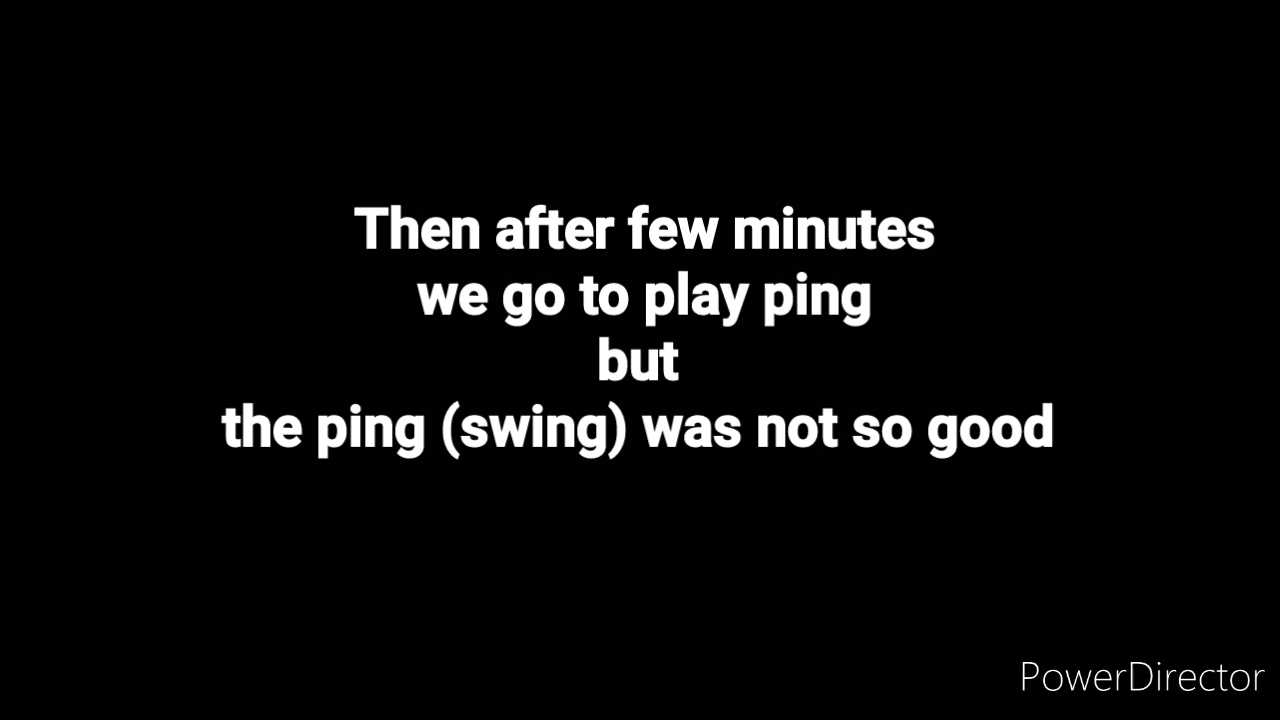 Then after few minutes
we go to play ping
but
the ping (swing) was not so good
PowerDirector